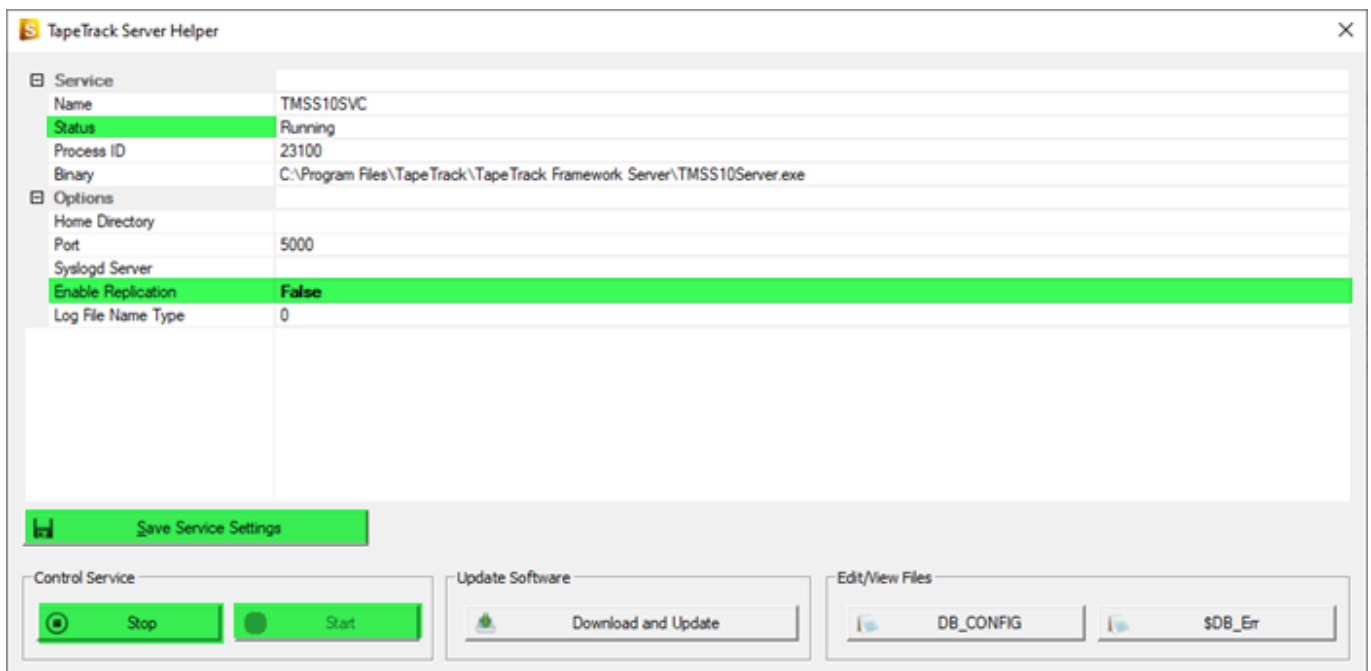 TapeTrack Server Helper
Service
Name TMSS10SVC
Status Running
Process ID 23100
Binary C:\Program Files\TapeTrack\TapeTrack Framework Server\TMSS10Server.exe
Options
Home Directory
Port 5000
Syslogd Server
Enable Replication False
Log File Name Type 0
Save Service Settings
Control Service Update Software Edit/View Files
Stop Start Download and Update DB_CONFIG $DB_Err